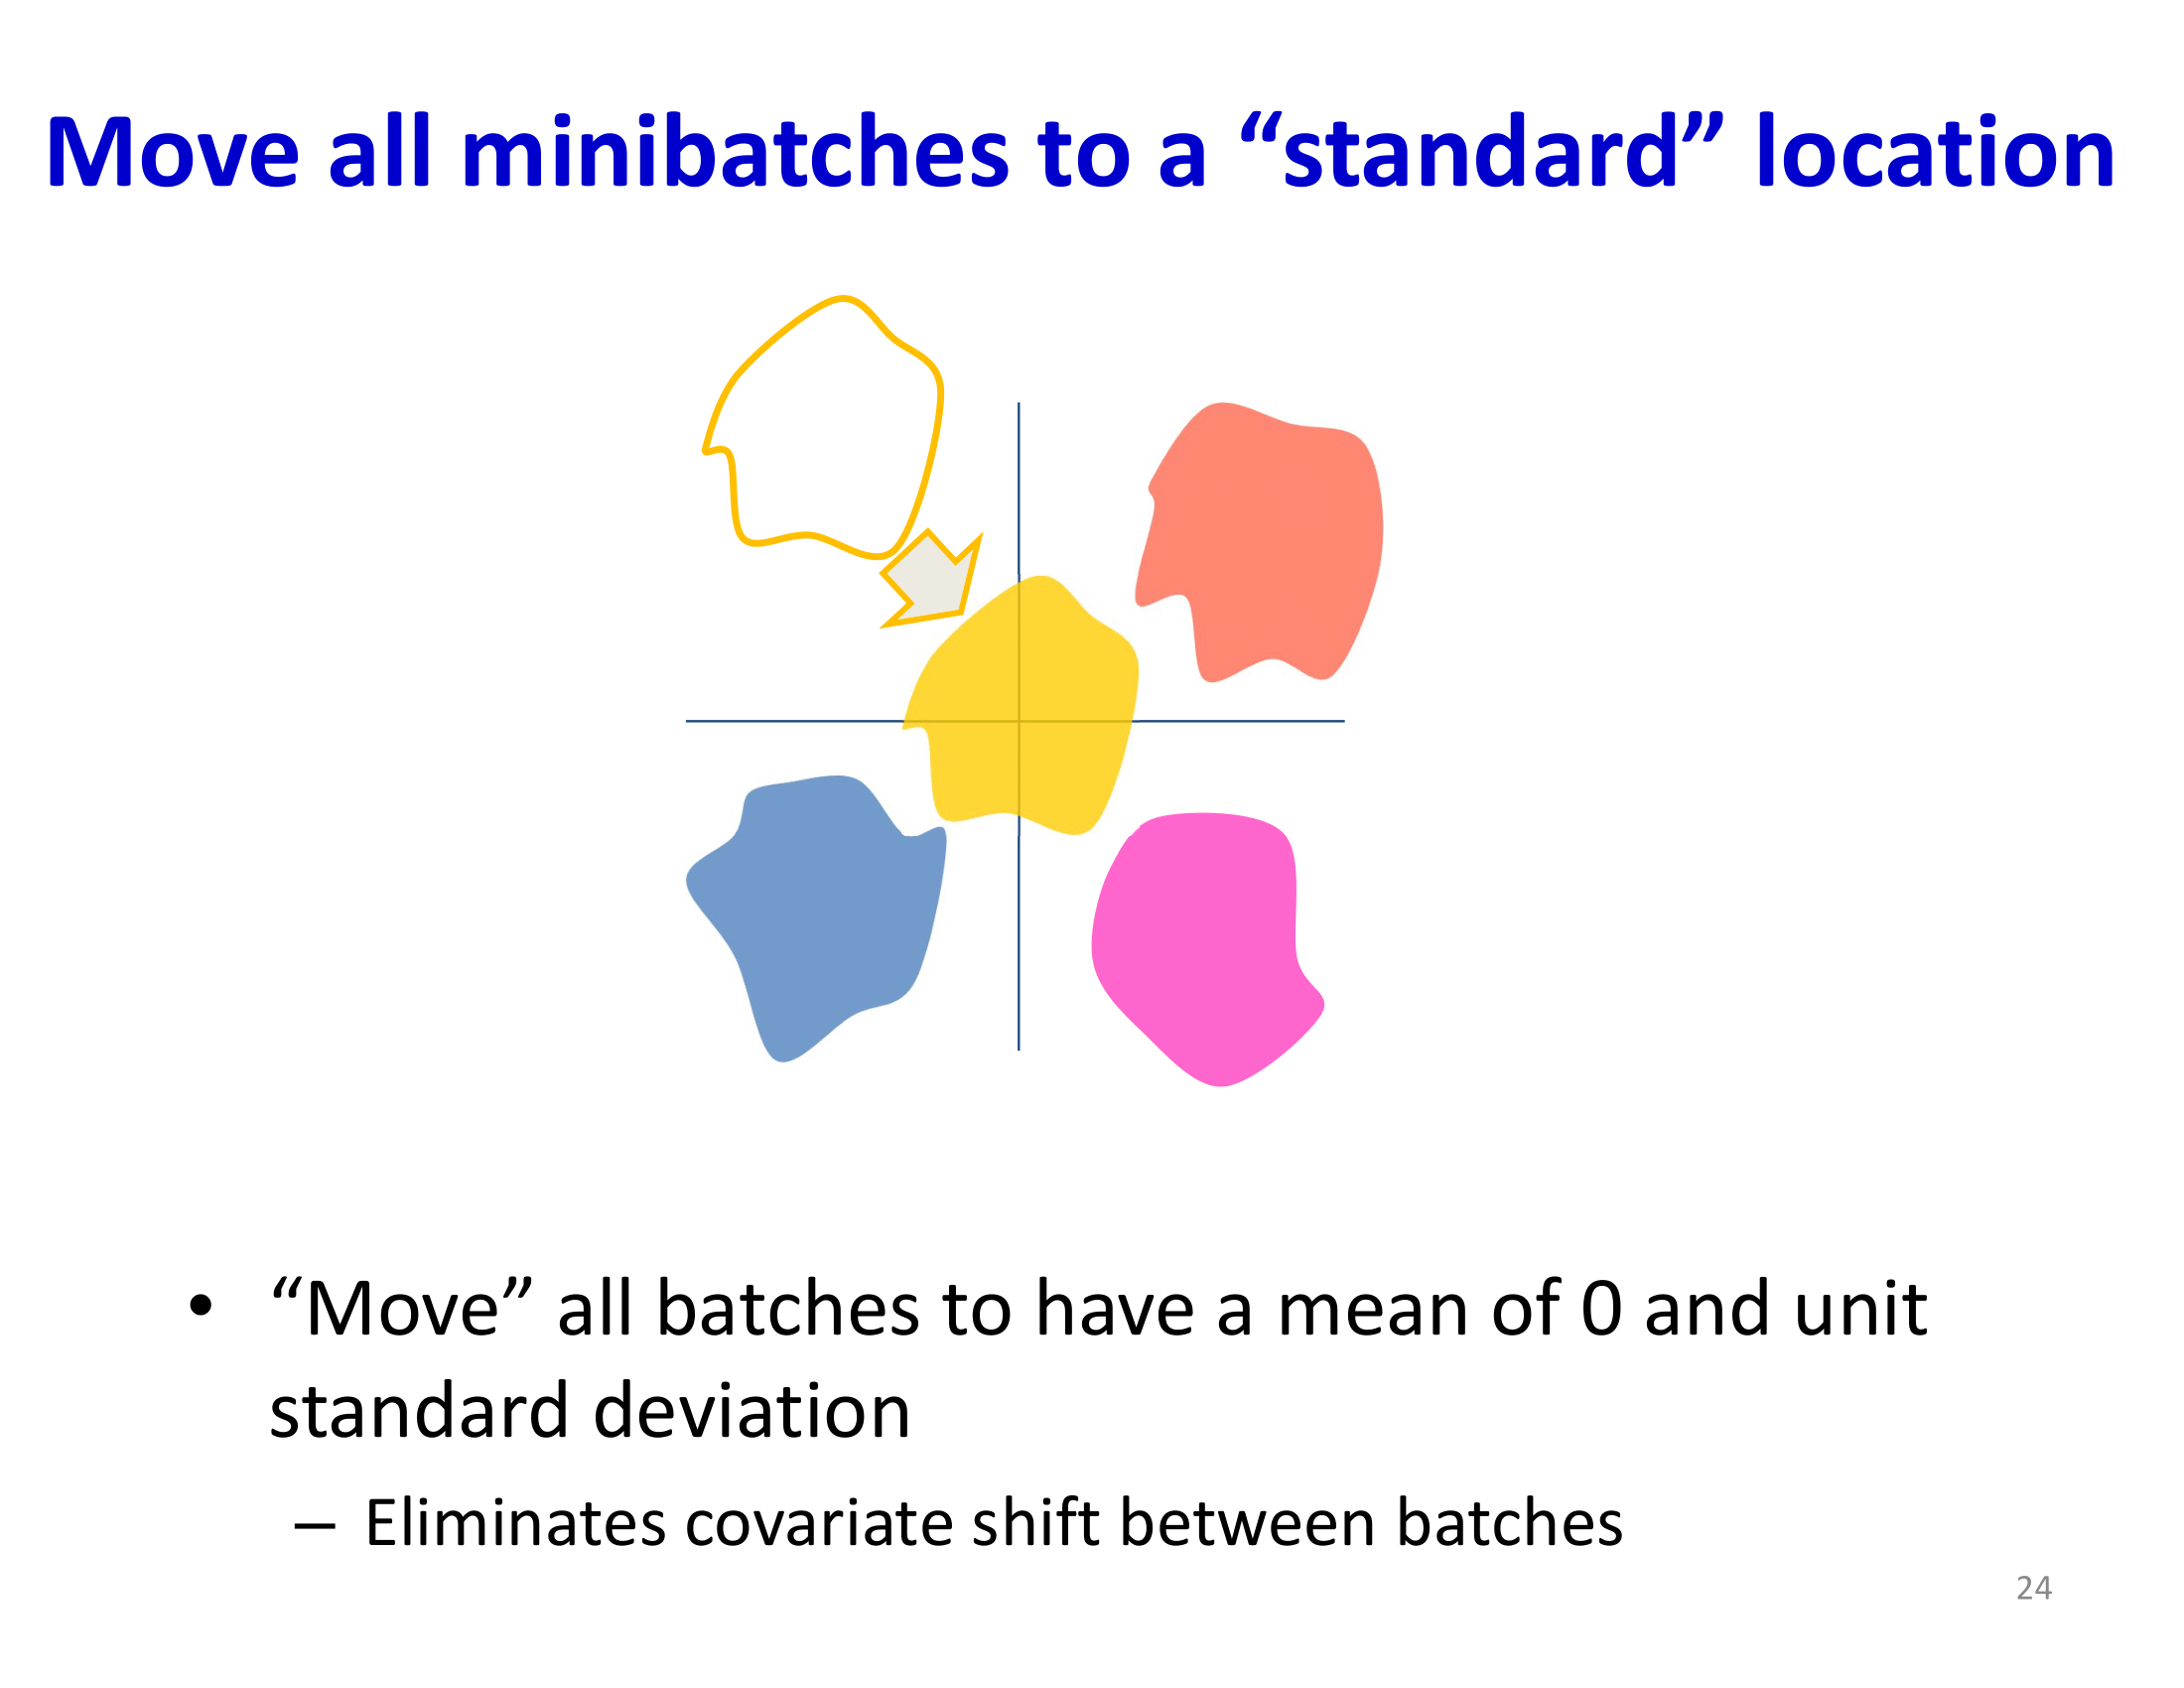 Move all minibatches to a “standard” location
• “Move” all batches to have a mean of 0 and unit
standard deviation
– Eliminates covariate shift between batches
24